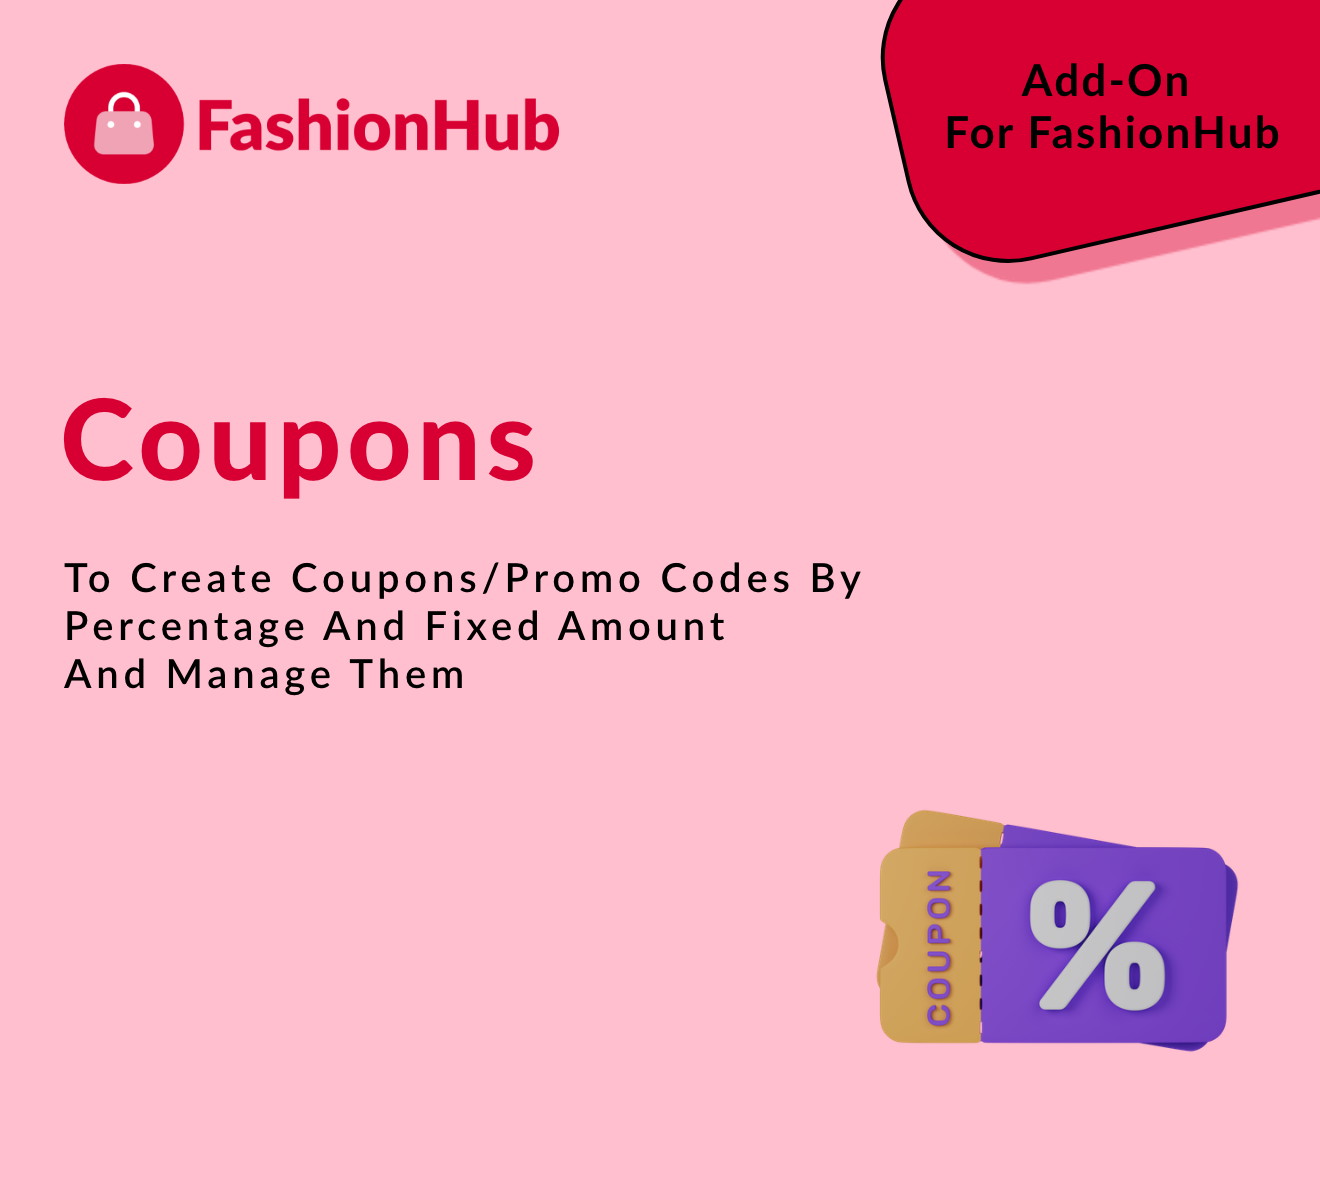 FashionHub
Add-On
For FashionHub
Coupons
To Create Coupons/Promo Codes By
Percentage And Fixed Amount
And Manage Them
COUPON
%